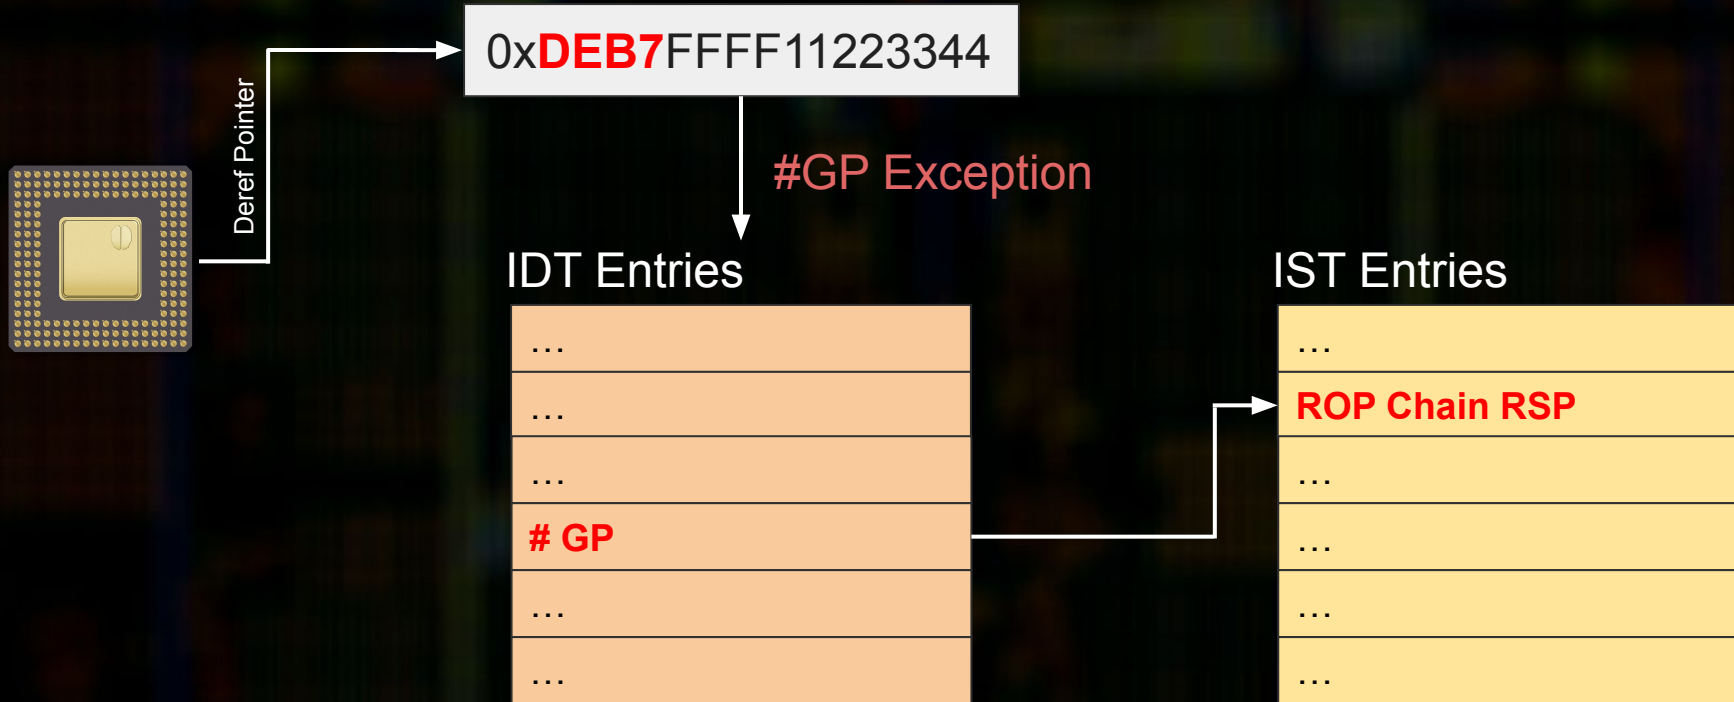 0xDEB7FFFF11223344
Deref Pointer
#GP Exception
IDT Entries
...
...
...
# GP
...
...
IST Entries
...
ROP Chain RSP
...
...
...
...